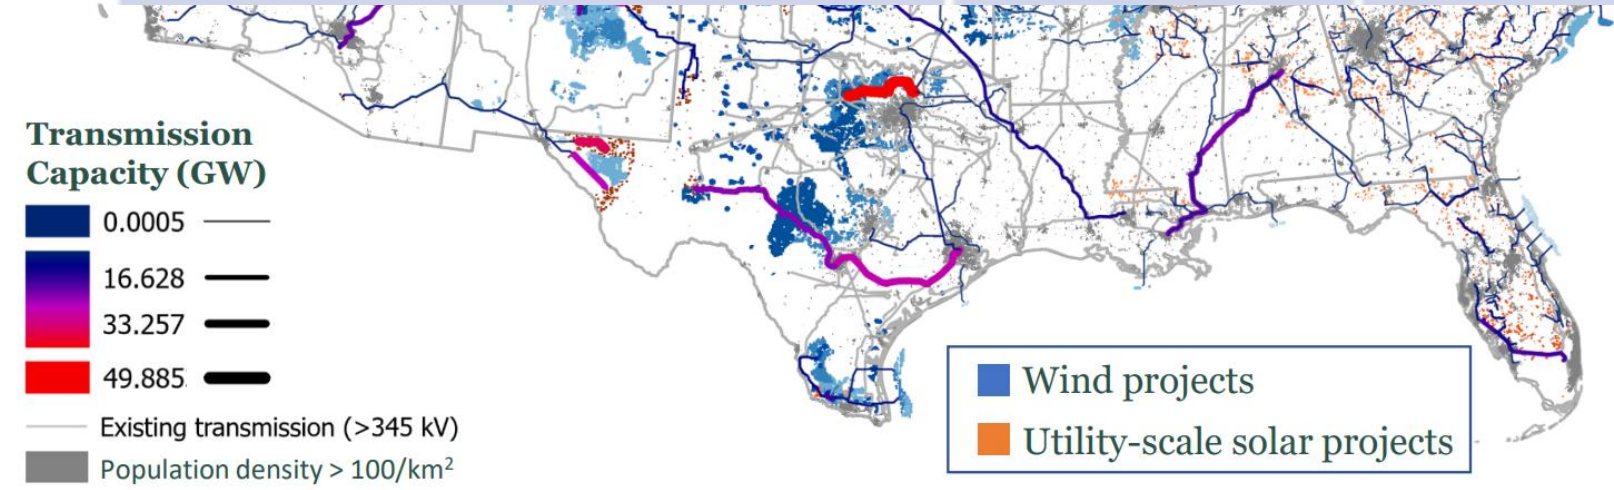 Transmission
Capacity (GW)
0.0005
16.628
33.257
49.885.
Existing transmission (>345 kV)
Population density > 100/km²
Wind projects
Utility-scale solar projects